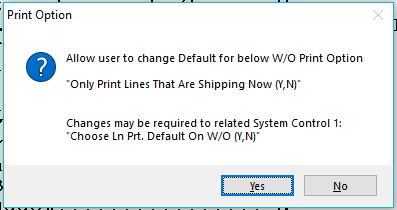 Print Option
Allow user to change Default for below W/O Print Option
"Only Print Lines That Are Shipping Now (Y,N)"
Changes may be required to related System Control 1:
"Choose Ln Prt. Default On W/O (Y,N)"
Yes
No